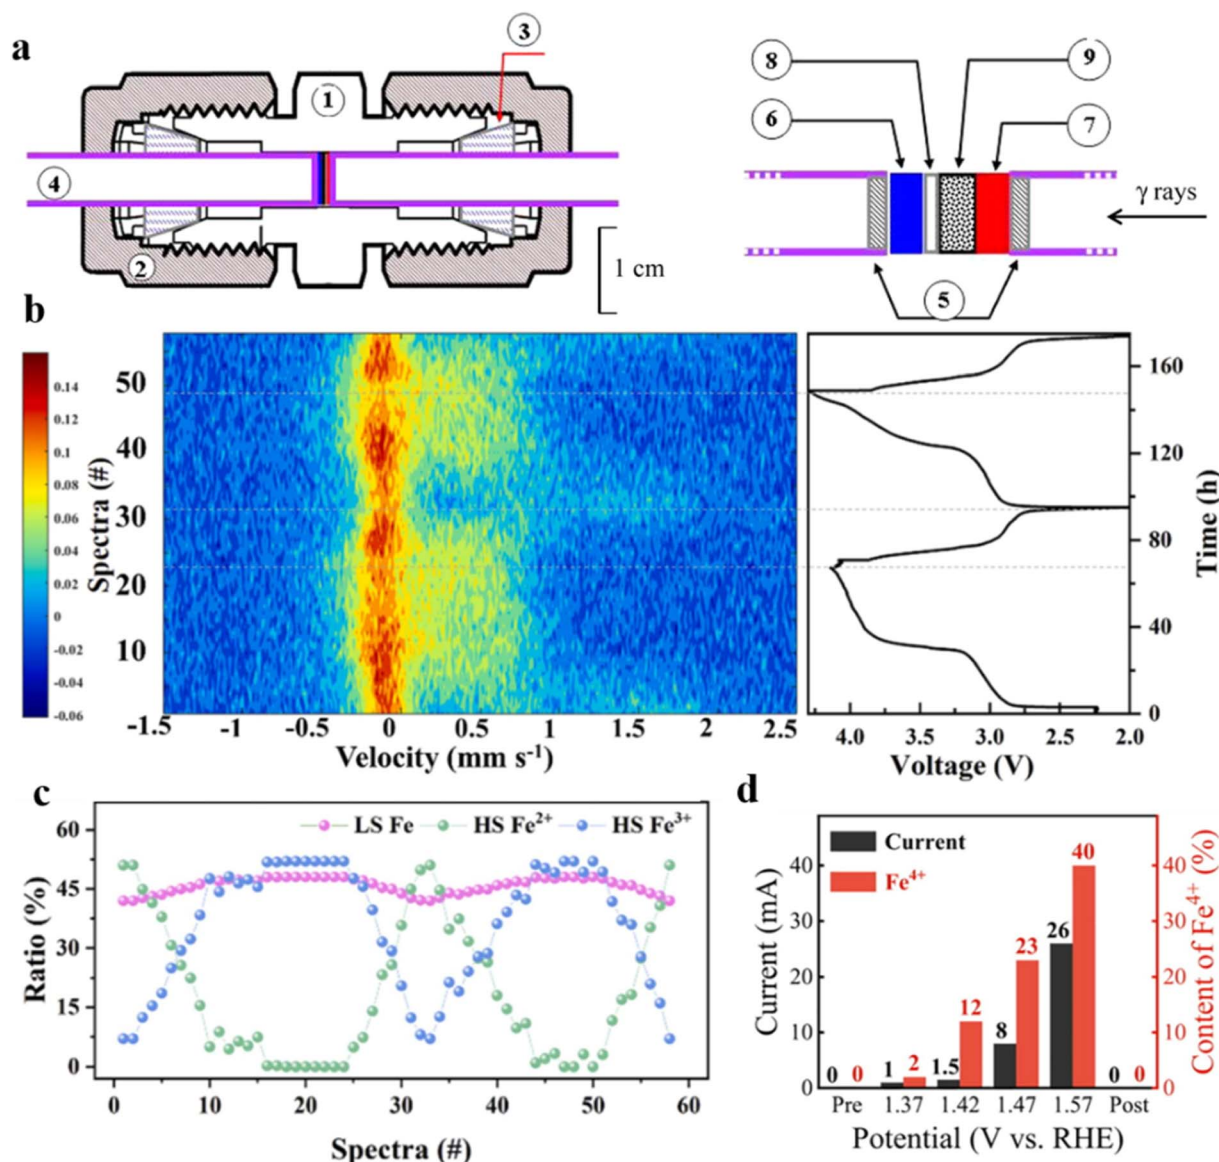 a
1
2
3
4
1 cm
8
9
6
7
γ rays
5
b
0.14
0.12
0.1
0.08
0.06
0.04
0.02
0
-0.02
-0.04
-0.06
Spectra (#)
50
40
30
20
10
-1.5 -1 -0.5 0 0.5 1 1.5 2 2.5
Velocity (mm s⁻¹)
160
120
80
40
0
Time (h)
4.0 3.5 3.0 2.5 2.0
Voltage (V)
c
LS Fe HS Fe²⁺ HS Fe³⁺
60
45
30
15
0
Ratio (%)
0 10 20 30 40 50 60
Spectra (#)
d
Current
Fe⁴⁺
40
30
20
10
0
Current (mA)
0 0 1 2 1.5 12 8 23 26 40 0 0
40
30
20
10
0
Content of Fe⁴⁺ (%)
Pre 1.37 1.42 1.47 1.57 Post
Potential (V vs. RHE)